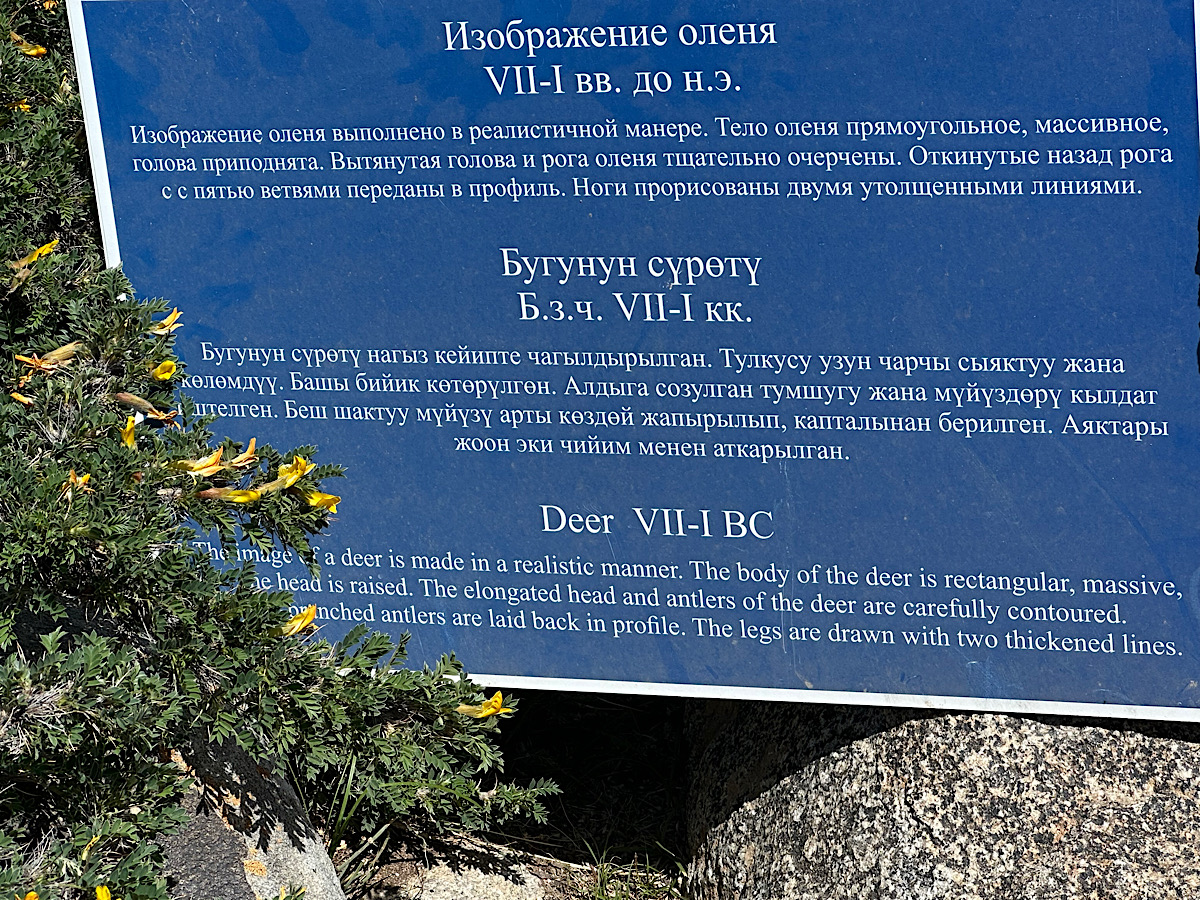 Изображение оленя
VII-I вв. до н.э.
Изображение оленя выполнено в реалистичной манере. Тело оленя прямоугольное, массивное,
голова приподнята. Вытянутая голова и рога оленя тщательно очерчены. Откинутые назад рога
с с пятью ветвями переданы в профиль. Ноги прорисованы двумя утолщенными линиями.
Бугунун сүрөтү
Б.з.ч. VII-I кк.
Бугунун сүрөтү нагыз кейипте чагылдырылган. Тулкусу узун чарчы сыяктуу жана
көлөмдүү. Башы бийик көтөрүлгөн. Алдыга созулган тумшугу жана мүйүздөрү кылдат
Беш шактуу мүйүзү арты көздөй жапырылып, капталынан берилген. Аяктары
жоон эки чийим менен аткарылган.
Deer VII-I BC
The image of a deer is made in a realistic manner. The body of the deer is rectangular, massive,
head is raised. The elongated head and antlers of the deer are carefully contoured.
antlers are laid back in profile. The legs are drawn with two thickened lines.